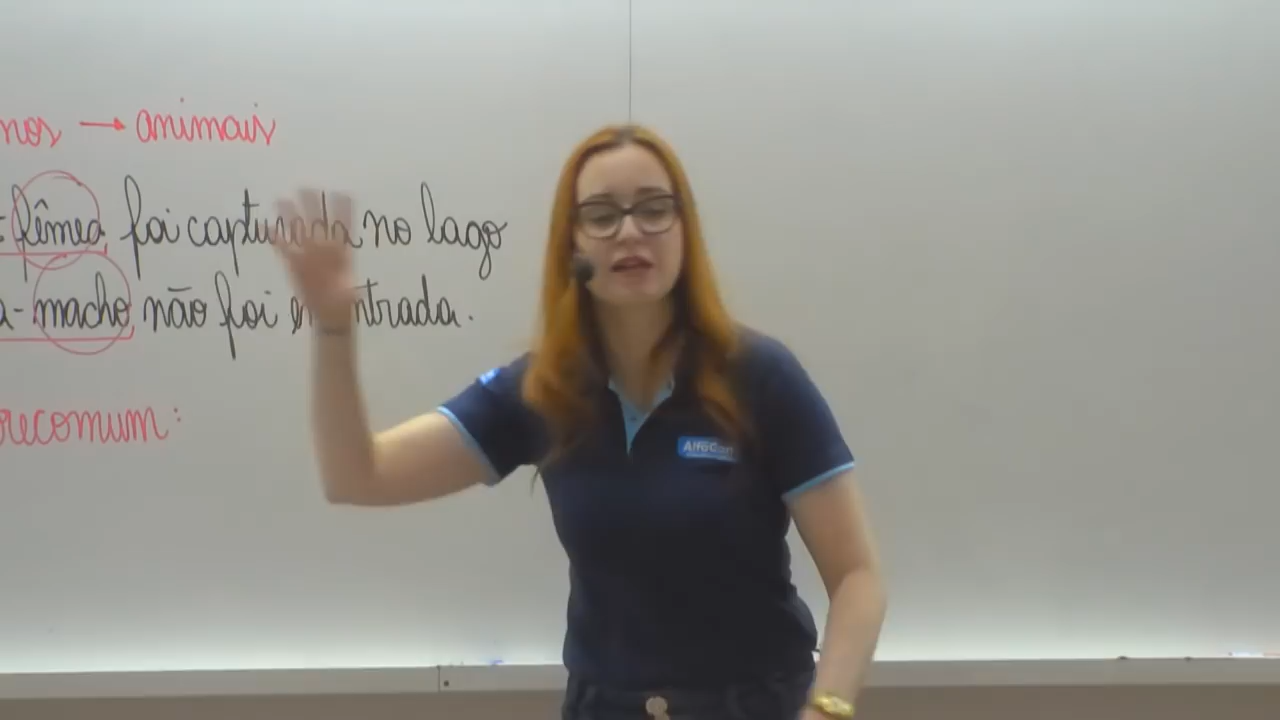 nos → animais
- fêmea foi capturada no lago
a-macho não foi encontrada.
recomum:
AlfaCon